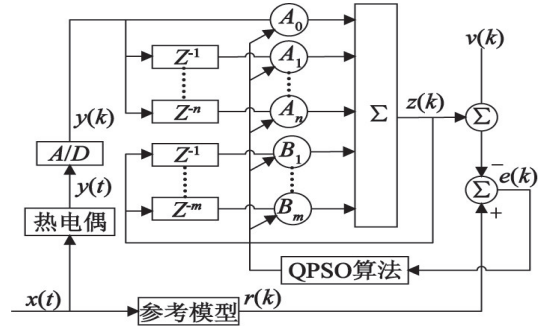 A₀
Z⁻¹ A₁ v(k)
y(k) Z⁻ⁿ Aₙ Σ z(k) Σ
A/D Z⁻¹ B₁ − e(k)
y(t) Σ
热电偶 Z⁻ᵐ Bₘ +
QPSO算法
x(t) 参考模型 r(k)